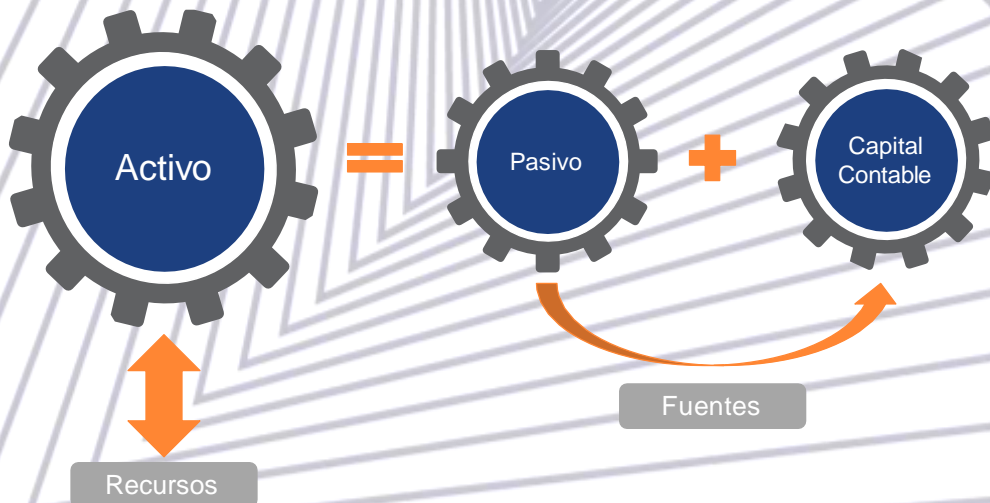 Activo
Pasivo
Capital
Contable
Fuentes
Recursos